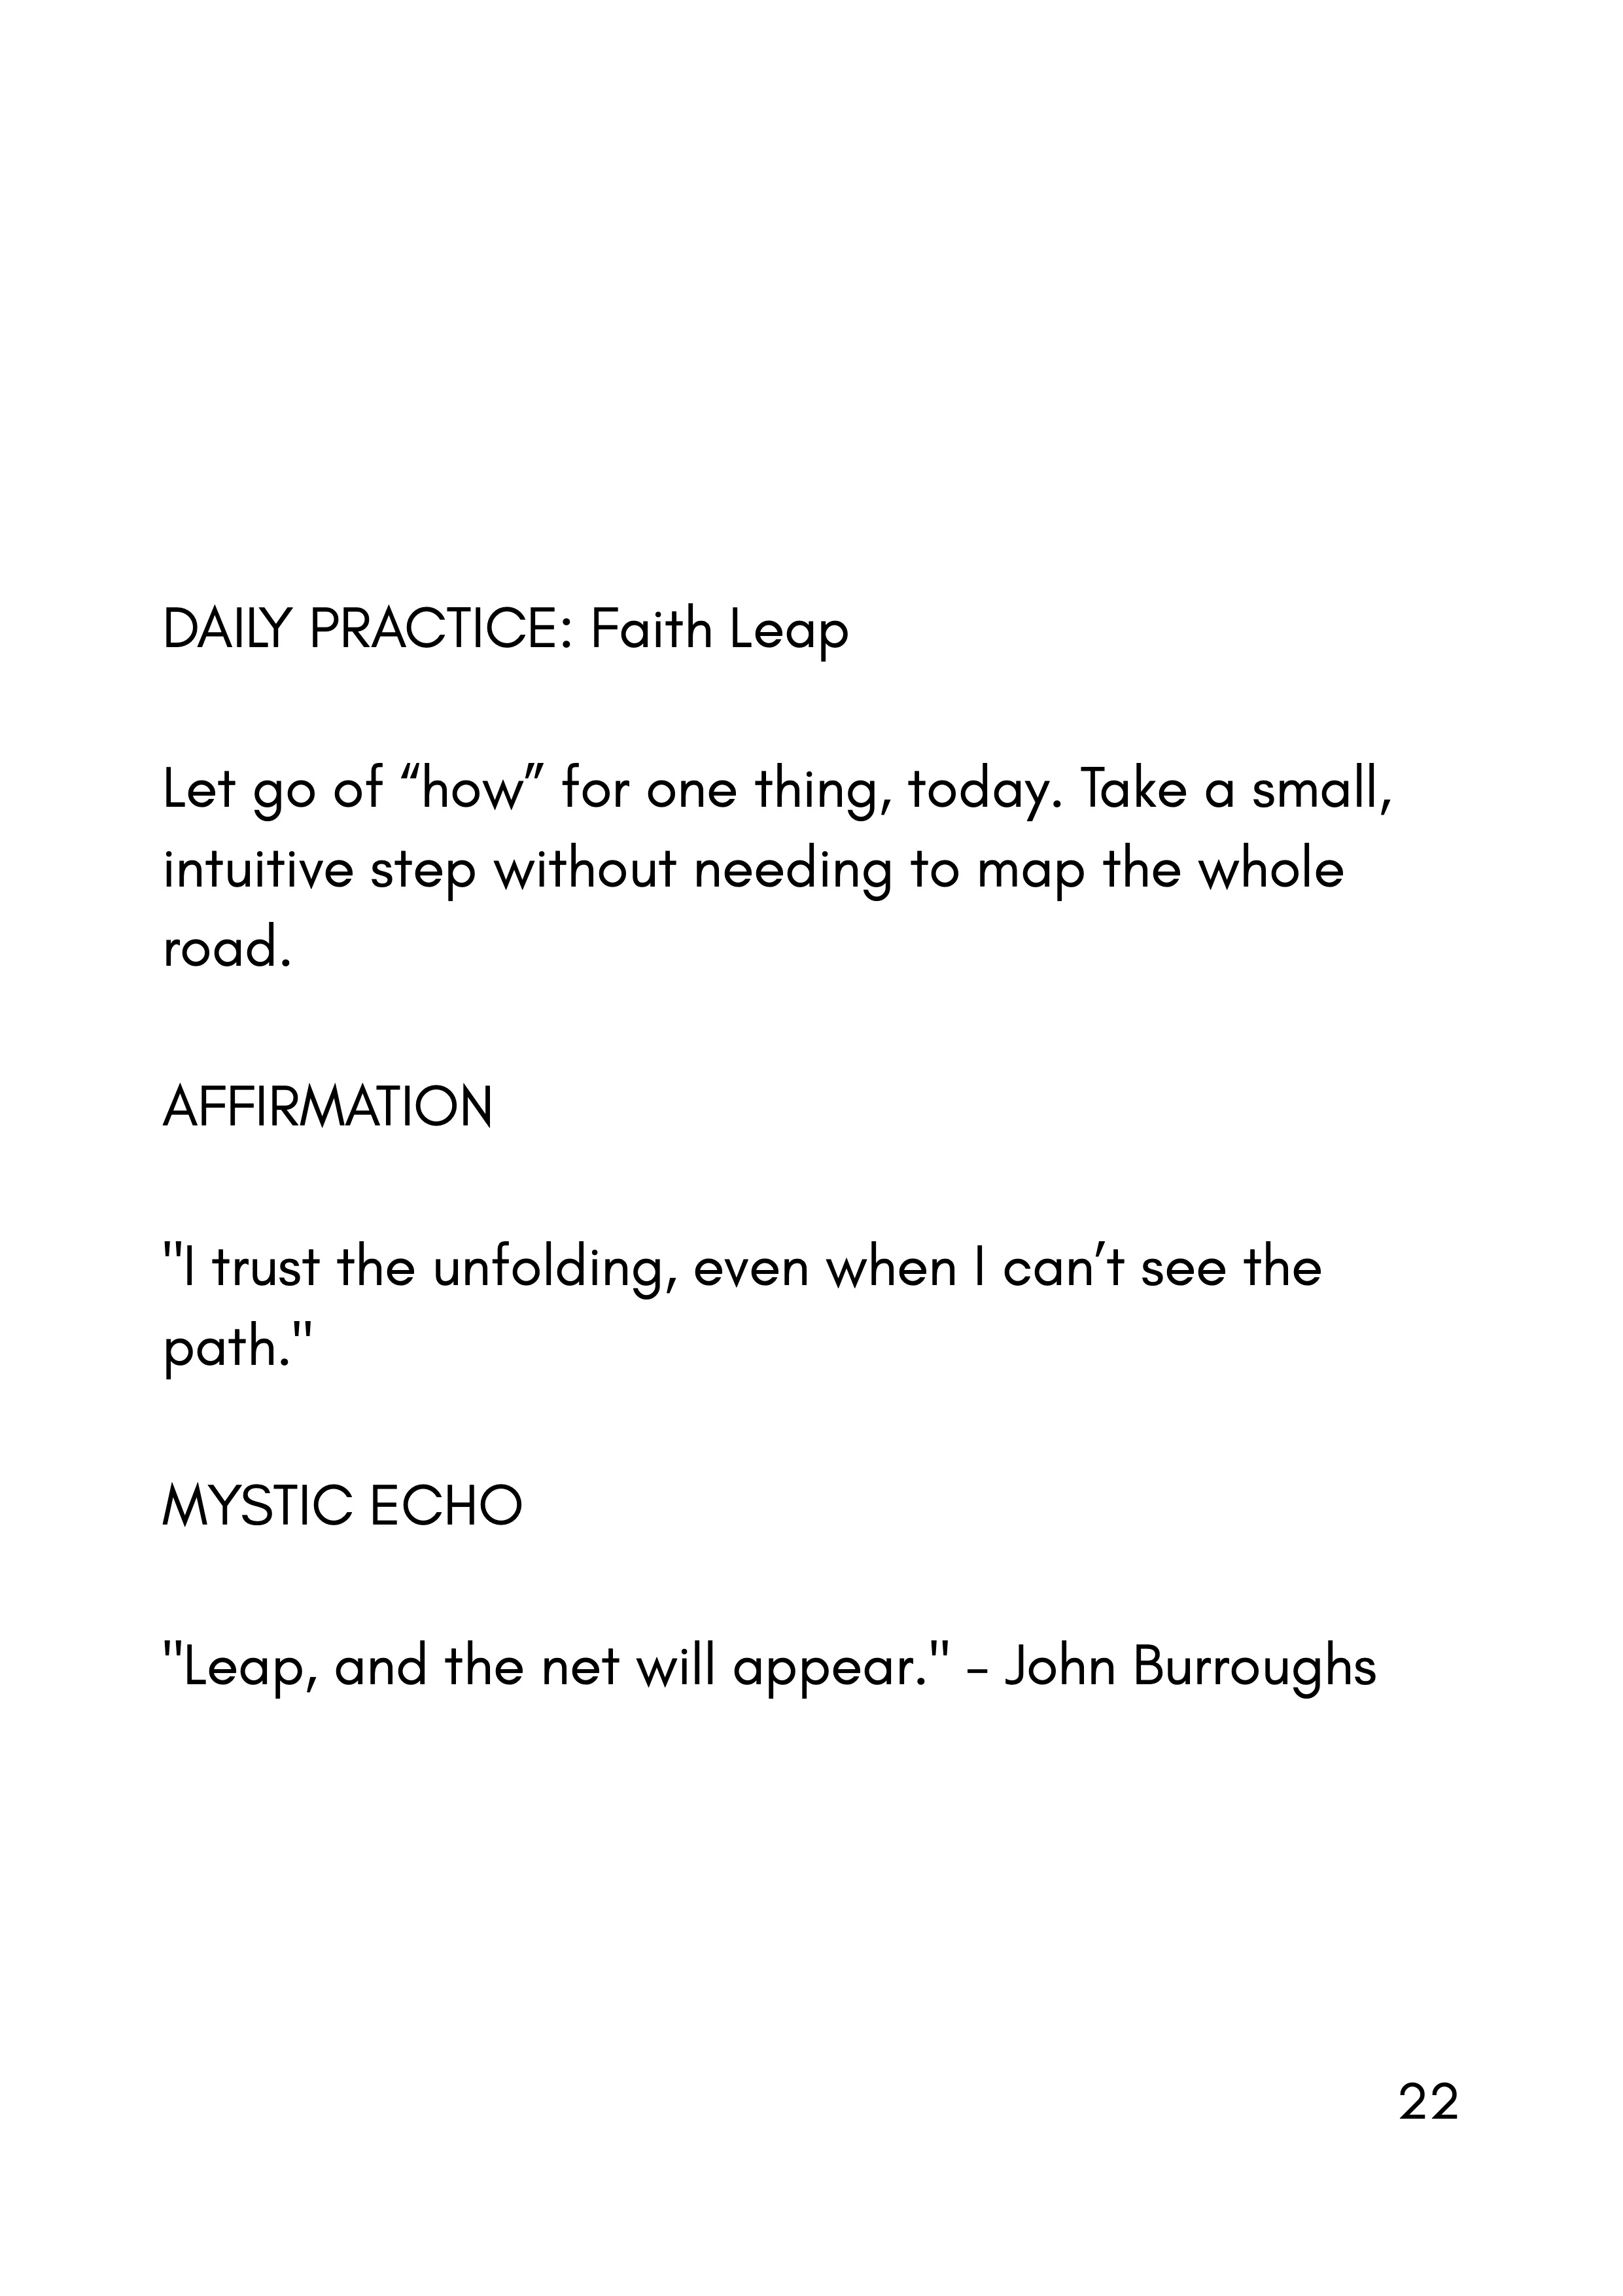 DAILY PRACTICE: Faith Leap
Let go of “how” for one thing, today. Take a small,
intuitive step without needing to map the whole
road.
AFFIRMATION
"I trust the unfolding, even when I can’t see the
path."
MYSTIC ECHO
"Leap, and the net will appear." – John Burroughs
22